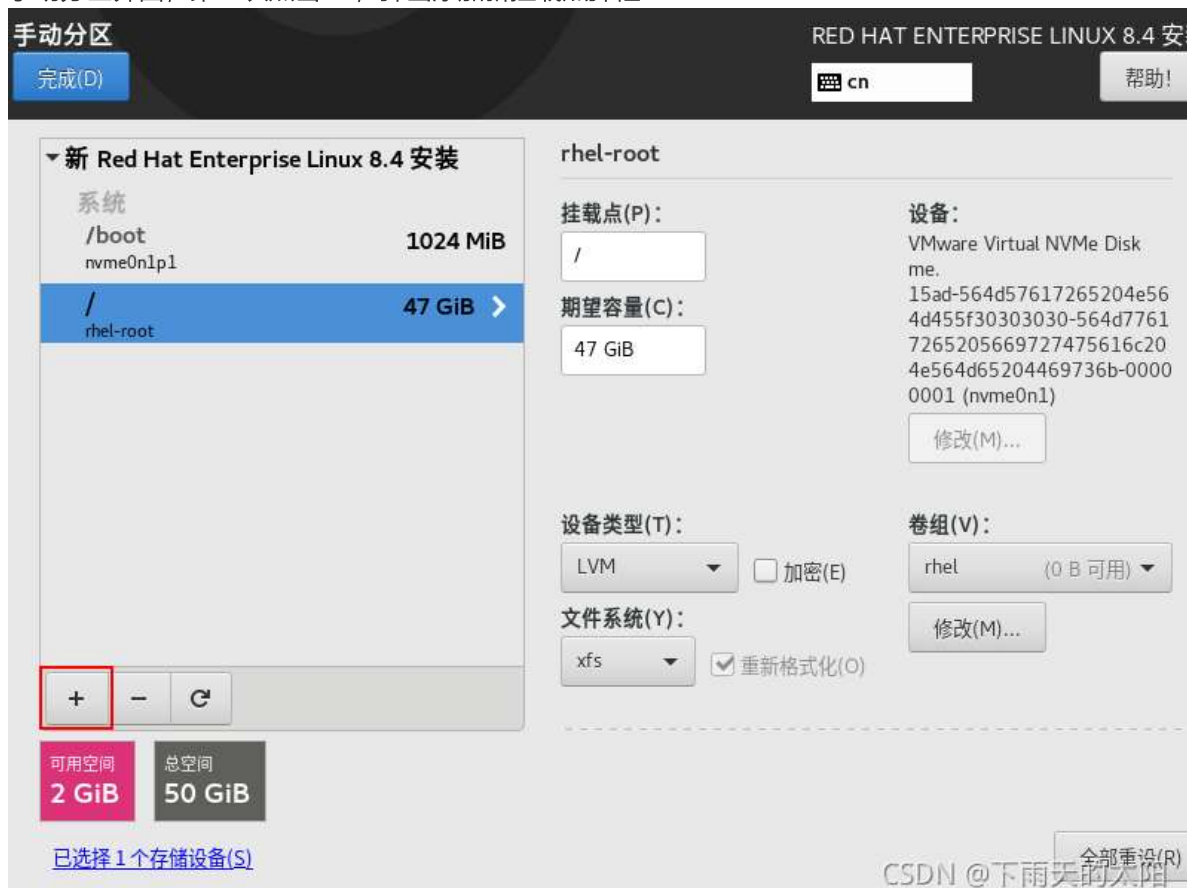 手动分区
RED HAT ENTERPRISE LINUX 8.4 安
完成(D)
cn
帮助!
新 Red Hat Enterprise Linux 8.4 安装
系统
/boot
1024 MiB
nvme0n1p1
/
47 GiB
rhel-root
+ -
可用空间
2 GiB
总空间
50 GiB
已选择 1 个存储设备(S)
rhel-root
挂载点(P):
/
期望容量(C):
47 GiB
设备:
VMware Virtual NVMe Disk
me.
15ad-564d57617265204e56
4d455f30303030-564d7761
7265205669727475616c20
4e564d65204469736b-0000
0001 (nvme0n1)
修改(M)...
设备类型(T):
LVM
加密(E)
卷组(V):
rhel (0 B 可用)
修改(M)...
文件系统(Y):
xfs
重新格式化(O)
全部重设(R)
CSDN @下雨天的太阳